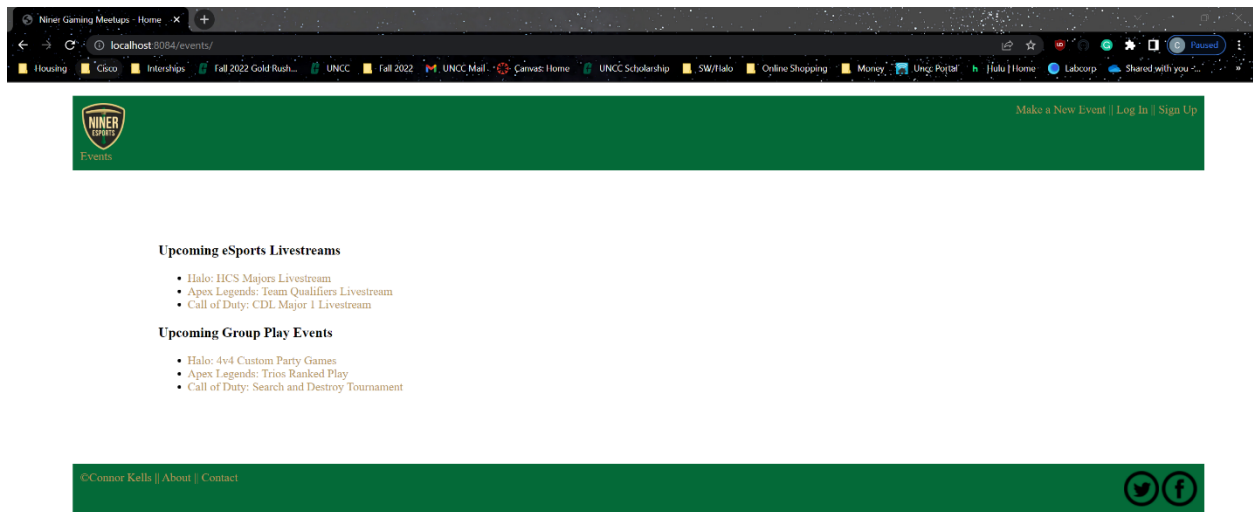 Niner Gaming Meetups - Home
localhost:8084/events/
Paused
Housing Cisco Interships Fall 2022 Gold Rush... UNCC Fall 2022 UNCC Mail Canvas: Home UNCC Scholarship SW/Halo Online Shopping Money Uncc Portal Hulu | Home Labcorp Shared with you -... »
NINER
ESPORTS
Make a New Event || Log In || Sign Up
Events
Upcoming eSports Livestreams
Halo: HCS Majors Livestream
Apex Legends: Team Qualifiers Livestream
Call of Duty: CDL Major 1 Livestream
Upcoming Group Play Events
Halo: 4v4 Custom Party Games
Apex Legends: Trios Ranked Play
Call of Duty: Search and Destroy Tournament
©Connor Kells || About || Contact